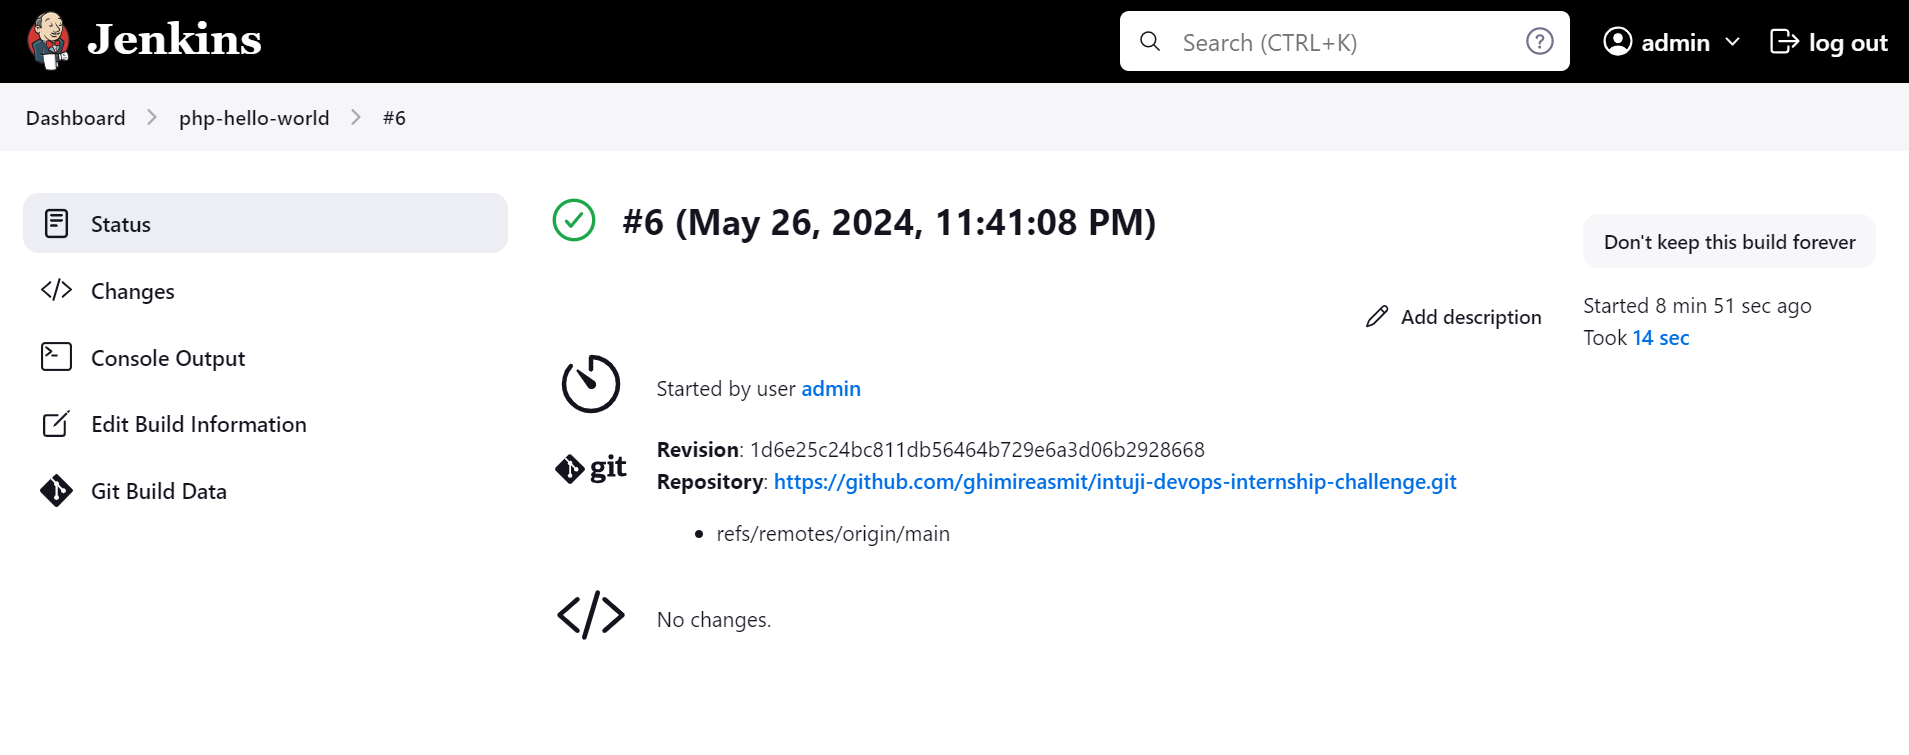 Jenkins
Search (CTRL+K)
?
admin
log out
Dashboard
php-hello-world
#6
Status
Changes
Console Output
Edit Build Information
Git Build Data
#6 (May 26, 2024, 11:41:08 PM)
Don't keep this build forever
Add description
Started 8 min 51 sec ago
Took 14 sec
Started by user admin
git
Revision: 1d6e25c24bc811db56464b729e6a3d06b2928668
Repository: https://github.com/ghimireasmit/intuji-devops-internship-challenge.git
refs/remotes/origin/main
No changes.